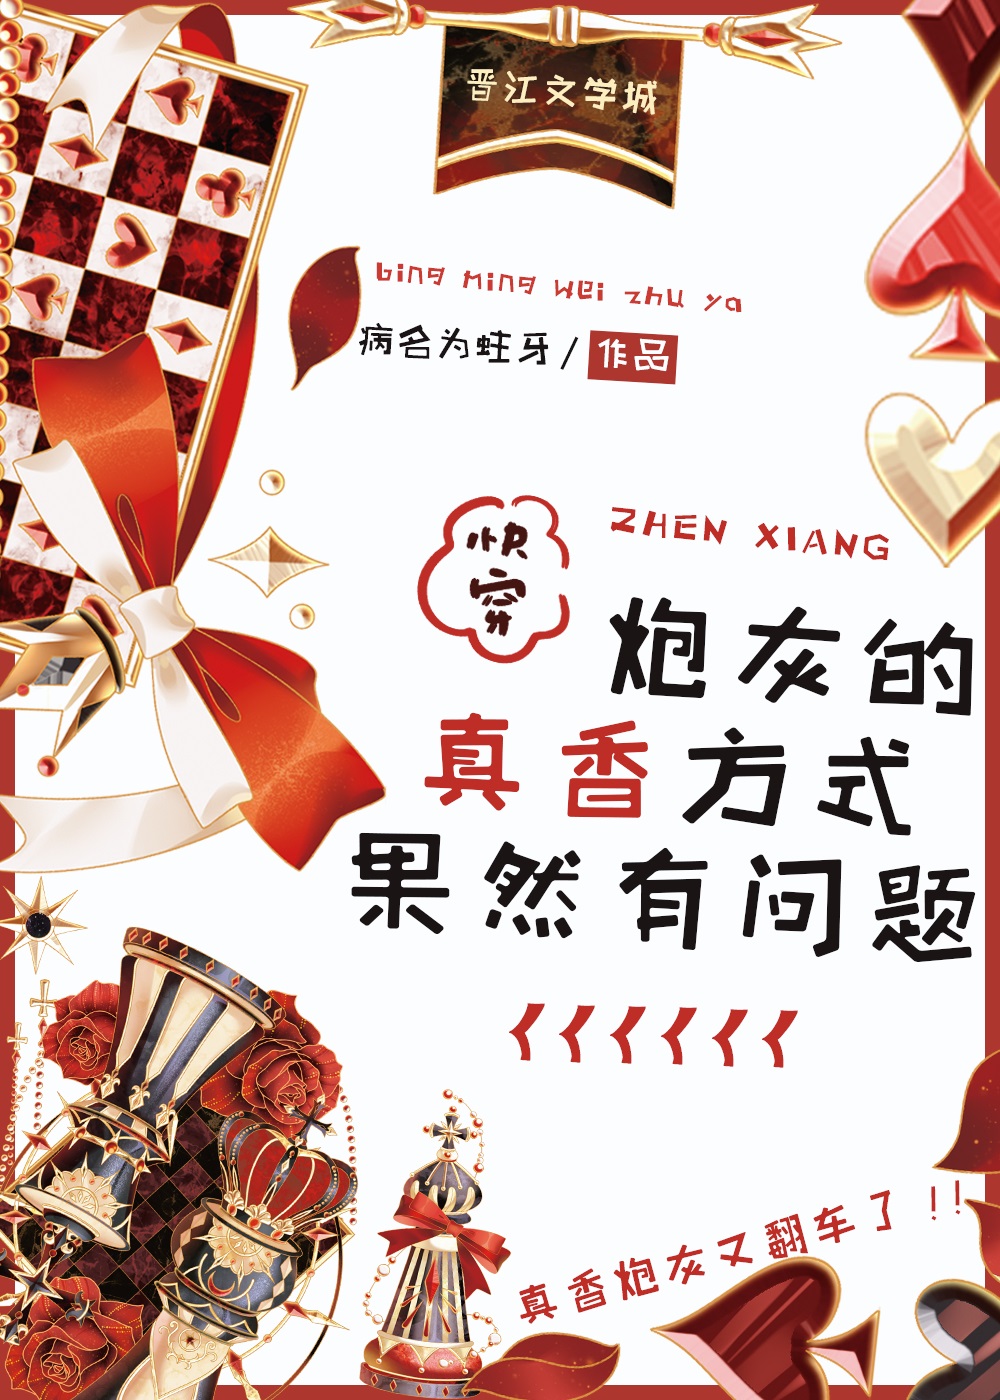 晋江文学城
bing ming wei zhu ya
病名为蛀牙/作品
快穿
ZHEN XIANG
炮灰的
真香方式
果然有问题
真香炮灰又翻车了!!